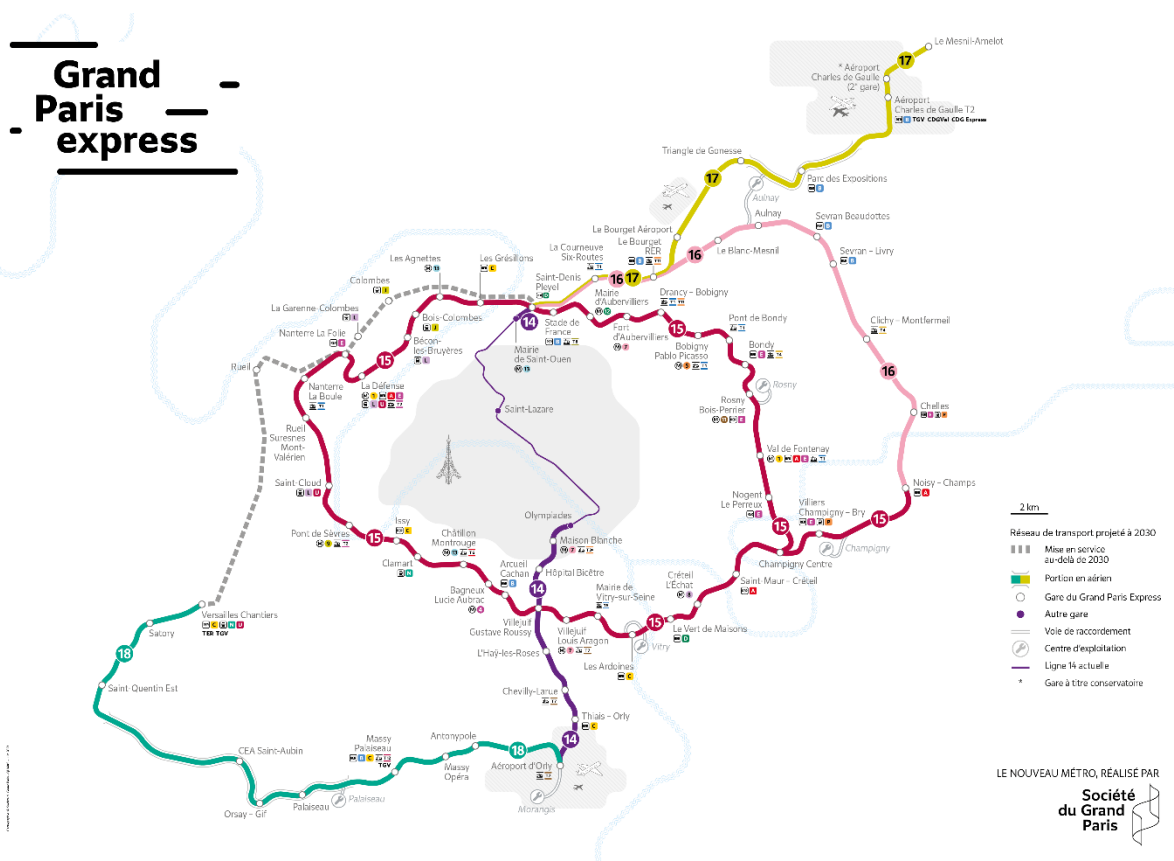 Grand
Paris
express
Le Mesnil-Amelot
17
* Aéroport
Charles de Gaulle
(2° gare)
Aéroport
Charles de Gaulle T2
B TGV CDGVal CDG Express
Triangle de Gonesse
17
Parc des Expositions
B
Aulnay
Aulnay
Sevran Beaudottes
B
Le Bourget Aéroport
Le Bourget
RER
Le Blanc-Mesnil
16
Sevran – Livry
B
La Courneuve
Six-Routes
16
17
Les Agnettes
M 13
Les Grésillons
C
Saint-Denis
Pleyel
Colombes
J
Mairie
d'Aubervilliers
M 12
Drancy – Bobigny
La Garenne-Colombes
L
Bois-Colombes
J
14
Stade de
France
Fort
d'Aubervilliers
M 7
15
Pont de Bondy
Clichy – Montfermeil
Nanterre La Folie
E
Bécon-
les-Bruyères
L
Mairie
de Saint-Ouen
M 13
Bobigny
Pablo Picasso
Bondy
15
Rueil
16
Nanterre
La Boule
La Défense
M 1 A E
L U
Rosny
Rosny
Bois-Perrier
Saint-Lazare
Chelles
Rueil
Suresnes
Mont-
Valérien
Val de Fontenay
Saint-Cloud
L U
Noisy – Champs
A
Nogent
Le Perreux
E
Villiers
Champigny – Bry
Olympiades
Pont de Sèvres
15
Issy
C
Châtillon
Montrouge
Maison Blanche
15
15
Champigny
Champigny Centre
Clamart
N
Arcueil
Cachan
B
Hôpital Bicêtre
Créteil
L'Échat
M 8
Saint-Maur – Créteil
A
Bagneux
Lucie Aubrac
M 4
14
Mairie de
Vitry-sur-Seine
Versailles Chantiers
C N U
TER TGV
Villejuif
Gustave Roussy
Villejuif
Louis Aragon
15
Le Vert de Maisons
D
Satory
Vitry
18
L'Haÿ-les-Roses
Les Ardoines
C
Saint-Quentin Est
Chevilly-Larue
Thiais – Orly
C
CEA Saint-Aubin
Massy
Palaiseau
TGV
Antonypole
18
14
Massy
Opéra
Aéroport d'Orly
Orsay – Gif
Palaiseau
Palaiseau
Morangis
2 km
Réseau de transport projeté à 2030
Mise en service
au-delà de 2030
Portion en aérien
Gare du Grand Paris Express
Autre gare
Voie de raccordement
Centre d'exploitation
Ligne 14 actuelle
* Gare à titre conservatoire
LE NOUVEAU MÉTRO, RÉALISÉ PAR
Société
du Grand
Paris